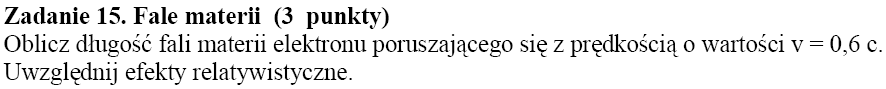 Zadanie 15. Fale materii (3 punkty)
Oblicz długość fali materii elektronu poruszającego się z prędkością o wartości v = 0,6 c.
Uwzględnij efekty relatywistyczne.